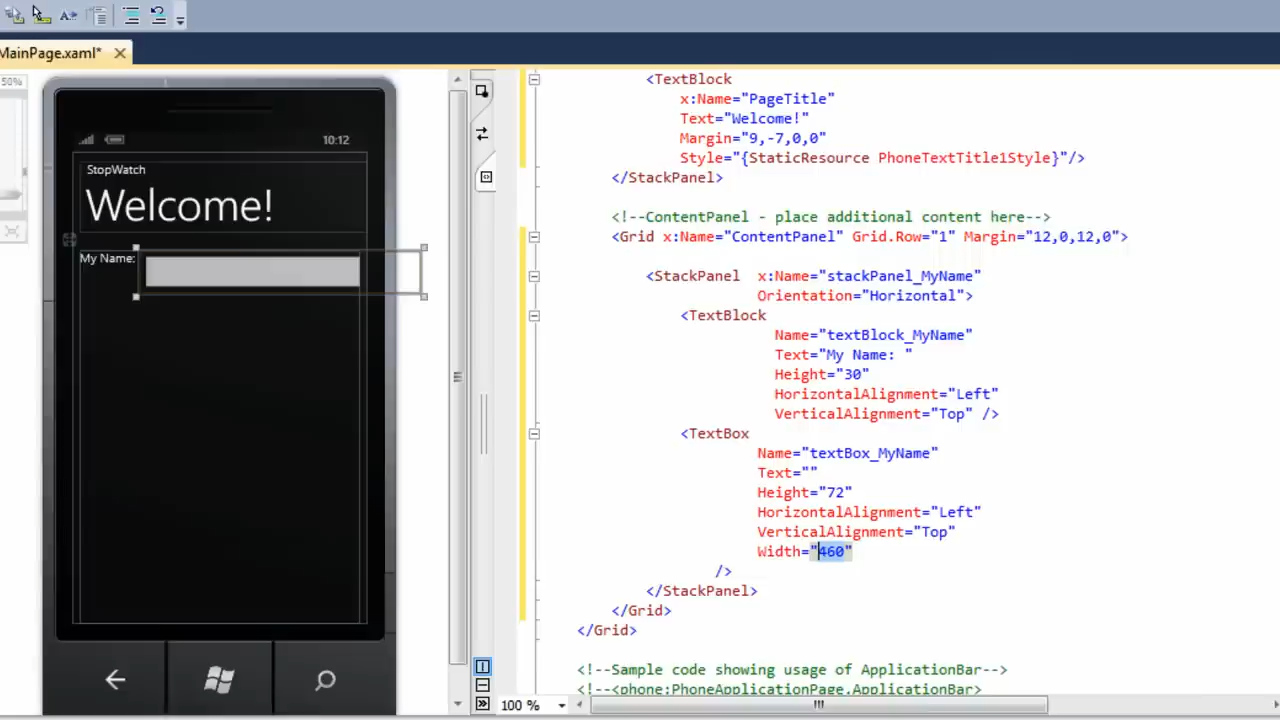 MainPage.xaml*
50%
10:12
StopWatch
Welcome!
My Name:
<TextBlock
x:Name="PageTitle"
Text="Welcome!"
Margin="9,-7,0,0"
Style="{StaticResource PhoneTextTitle1Style}"/>
</StackPanel>
<!--ContentPanel - place additional content here-->
<Grid x:Name="ContentPanel" Grid.Row="1" Margin="12,0,12,0">
<StackPanel  x:Name="stackPanel_MyName"
Orientation="Horizontal">
<TextBlock
Name="textBlock_MyName"
Text="My Name: "
Height="30"
HorizontalAlignment="Left"
VerticalAlignment="Top" />
<TextBox
Name="textBox_MyName"
Text=""
Height="72"
HorizontalAlignment="Left"
VerticalAlignment="Top"
Width="460"
/>
</StackPanel>
</Grid>
</Grid>
<!--Sample code showing usage of ApplicationBar-->
<!--<phone:PhoneApplicationPage.ApplicationBar>
100 %